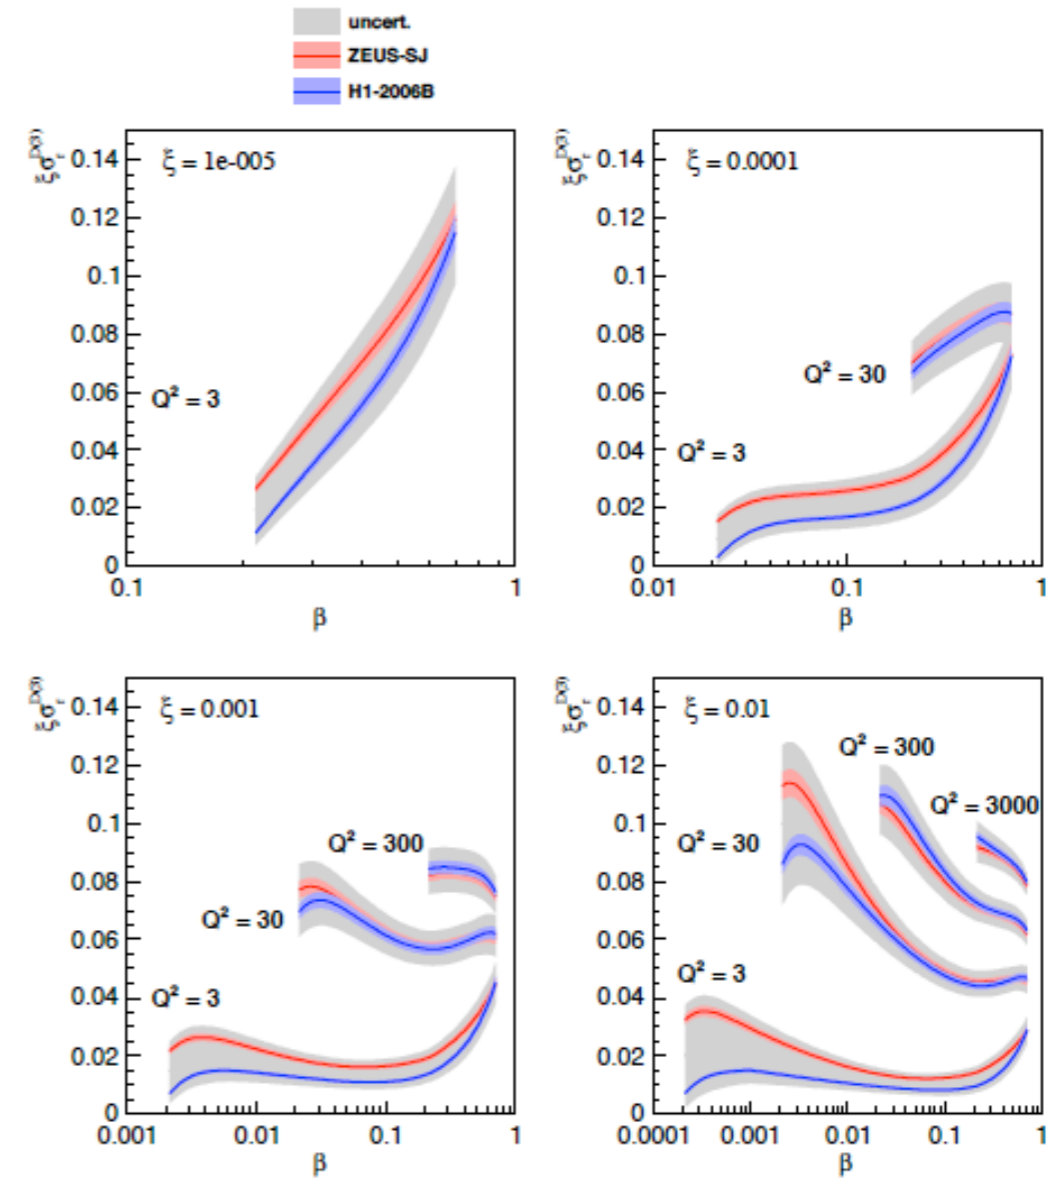 uncert.
ZEUS-SJ
H1-2006B
ξσ_r^D(3)
0.14
0.12
0.1
0.08
0.06
0.04
0.02
0
ξ = 1e-005
Q² = 3
0.1 1
β
ξσ_r^D(3)
0.14
0.12
0.1
0.08
0.06
0.04
0.02
0
ξ = 0.0001
Q² = 30
Q² = 3
0.01 0.1 1
β
ξσ_r^D(3)
0.14
0.12
0.1
0.08
0.06
0.04
0.02
0
ξ = 0.001
Q² = 300
Q² = 30
Q² = 3
0.001 0.01 0.1 1
β
ξσ_r^D(3)
0.14
0.12
0.1
0.08
0.06
0.04
0.02
0
ξ = 0.01
Q² = 300
Q² = 3000
Q² = 30
Q² = 3
0.0001 0.001 0.01 0.1 1
β